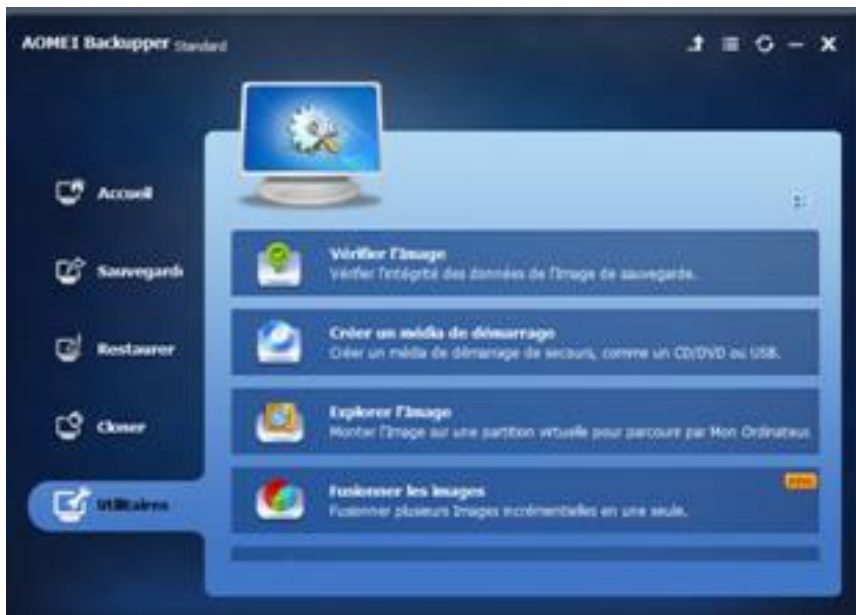 AOMEI Backupper Standard
Accueil
Sauvegarde
Restaurer
Cloner
Utilitaires
Vérifier l'Image
Vérifier l'intégrité des données de l'Image de sauvegarde.
Créer un média de démarrage
Créer un média de démarrage de secours, comme un CD/DVD ou USB.
Explorer l'Image
Monter l'Image sur une partition virtuelle pour parcourir par Mon Ordinateur
Fusionner les images
Fusionner plusieurs Images incrémentielles en une seule.